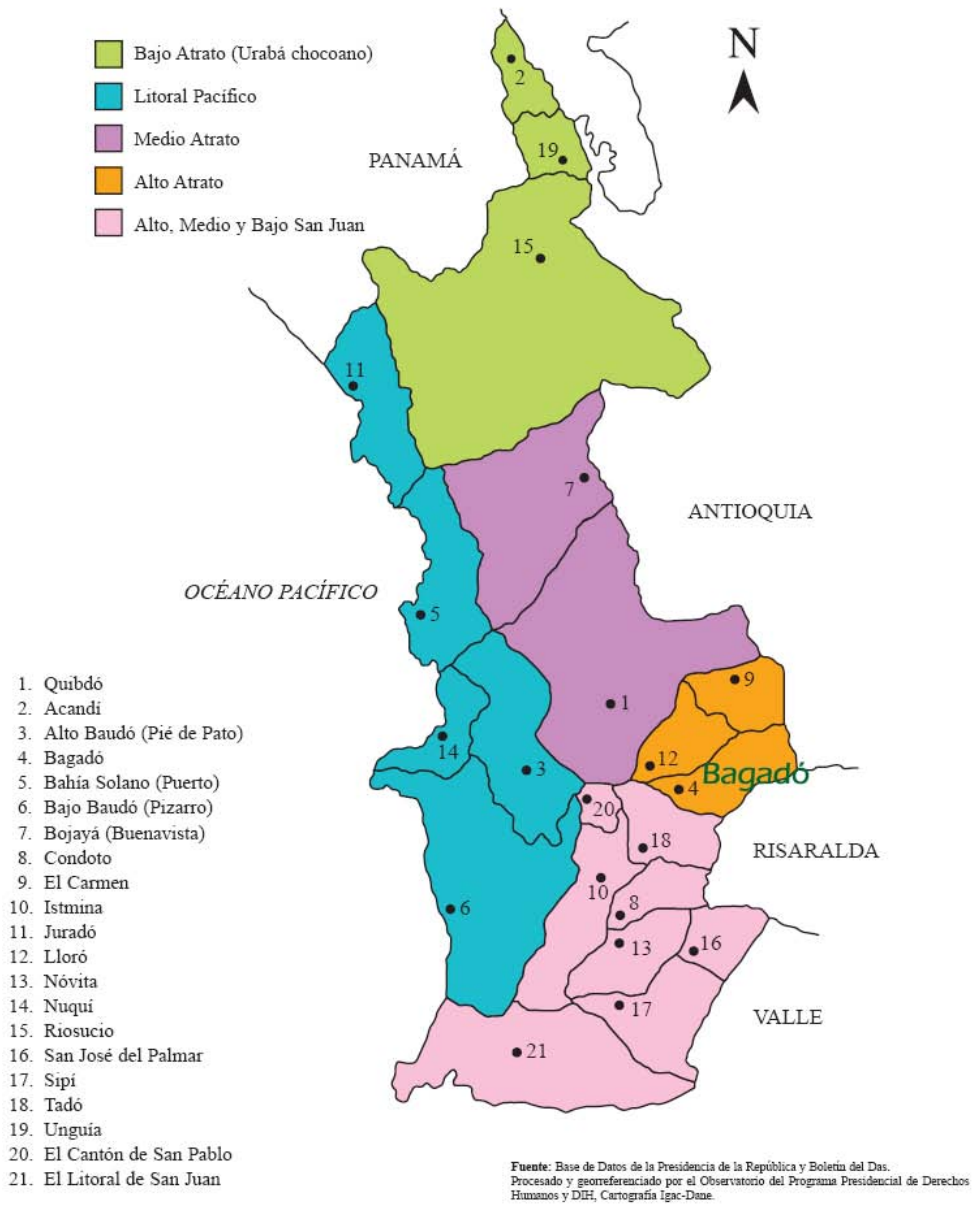 Bajo Atrato (Urabá chocoano)
Litoral Pacífico
Medio Atrato
Alto Atrato
Alto, Medio y Bajo San Juan
N
PANAMÁ
ANTIOQUIA
OCÉANO PACÍFICO
RISARALDA
VALLE
2
19
15
11
7
5
9
1
14
3
12
Bagadó
4
20
18
10
8
6
13
16
17
21
1. Quibdó
2. Acandí
3. Alto Baudó (Pié de Pato)
4. Bagadó
5. Bahía Solano (Puerto)
6. Bajo Baudó (Pizarro)
7. Bojayá (Buenavista)
8. Condoto
9. El Carmen
10. Istmina
11. Juradó
12. Lloró
13. Nóvita
14. Nuquí
15. Riosucio
16. San José del Palmar
17. Sipí
18. Tadó
19. Unguía
20. El Cantón de San Pablo
21. El Litoral de San Juan
Fuente: Base de Datos de la Presidencia de la República y Boletín del Das.
Procesado y georreferenciado por el Observatorio del Programa Presidencial de Derechos
Humanos y DIH, Cartografía Igac-Dane.